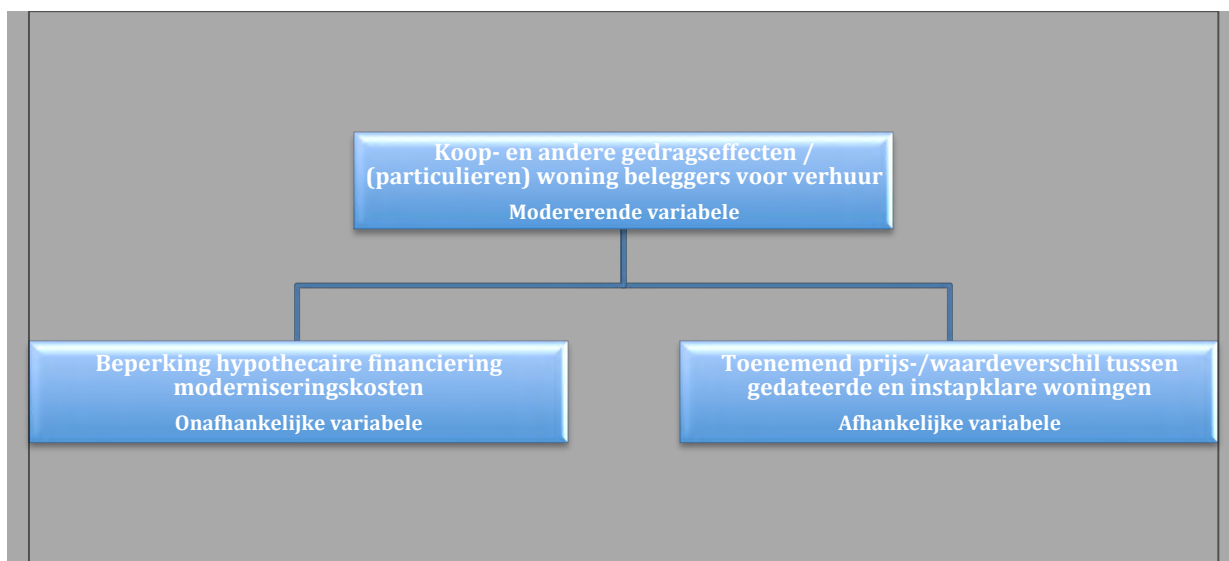 Koop- en andere gedragseffecten /
(particulieren) woning beleggers voor verhuur
Modererende variabele
Beperking hypothecaire financiering
moderniseringskosten
Onafhankelijke variabele
Toenemend prijs-/waardeverschil tussen
gedateerde en instapklare woningen
Afhankelijke variabele